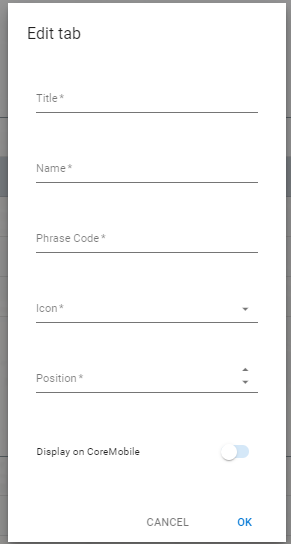 Edit tab
Title *
Name *
Phrase Code *
Icon *
Position *
Display on CoreMobile
CANCEL OK